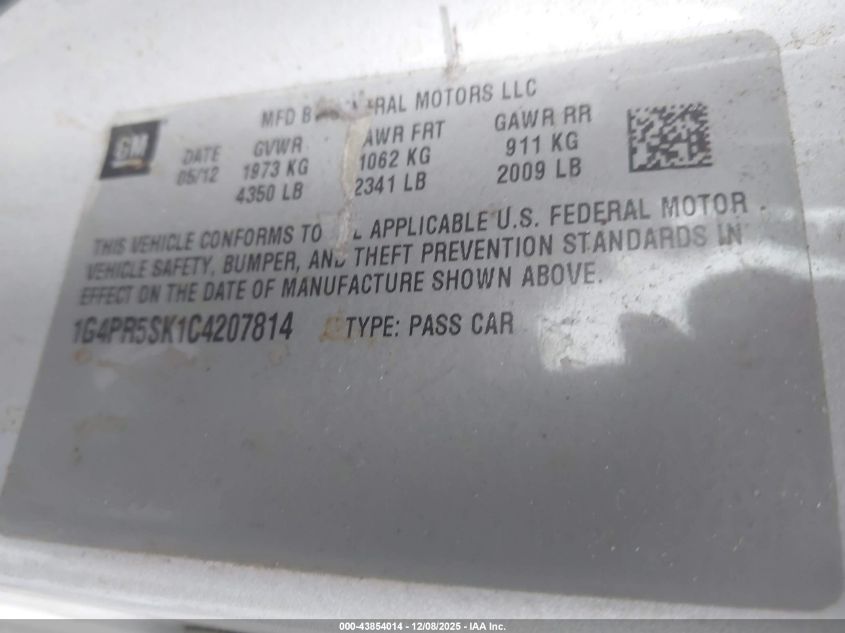 GM
MFD B ERAL MOTORS LLC
DATE GVWR AWR FRT GAWR RR
05/12 1973 KG 1062 KG 911 KG
4350 LB 2341 LB 2009 LB
THIS VEHICLE CONFORMS TO L APPLICABLE U.S. FEDERAL MOTOR
VEHICLE SAFETY, BUMPER, AND THEFT PREVENTION STANDARDS IN
EFFECT ON THE DATE OF MANUFACTURE SHOWN ABOVE.
1G4PR5SK1C4207814 TYPE: PASS CAR
000-43854014 - 12/08/2025 - IAA Inc.